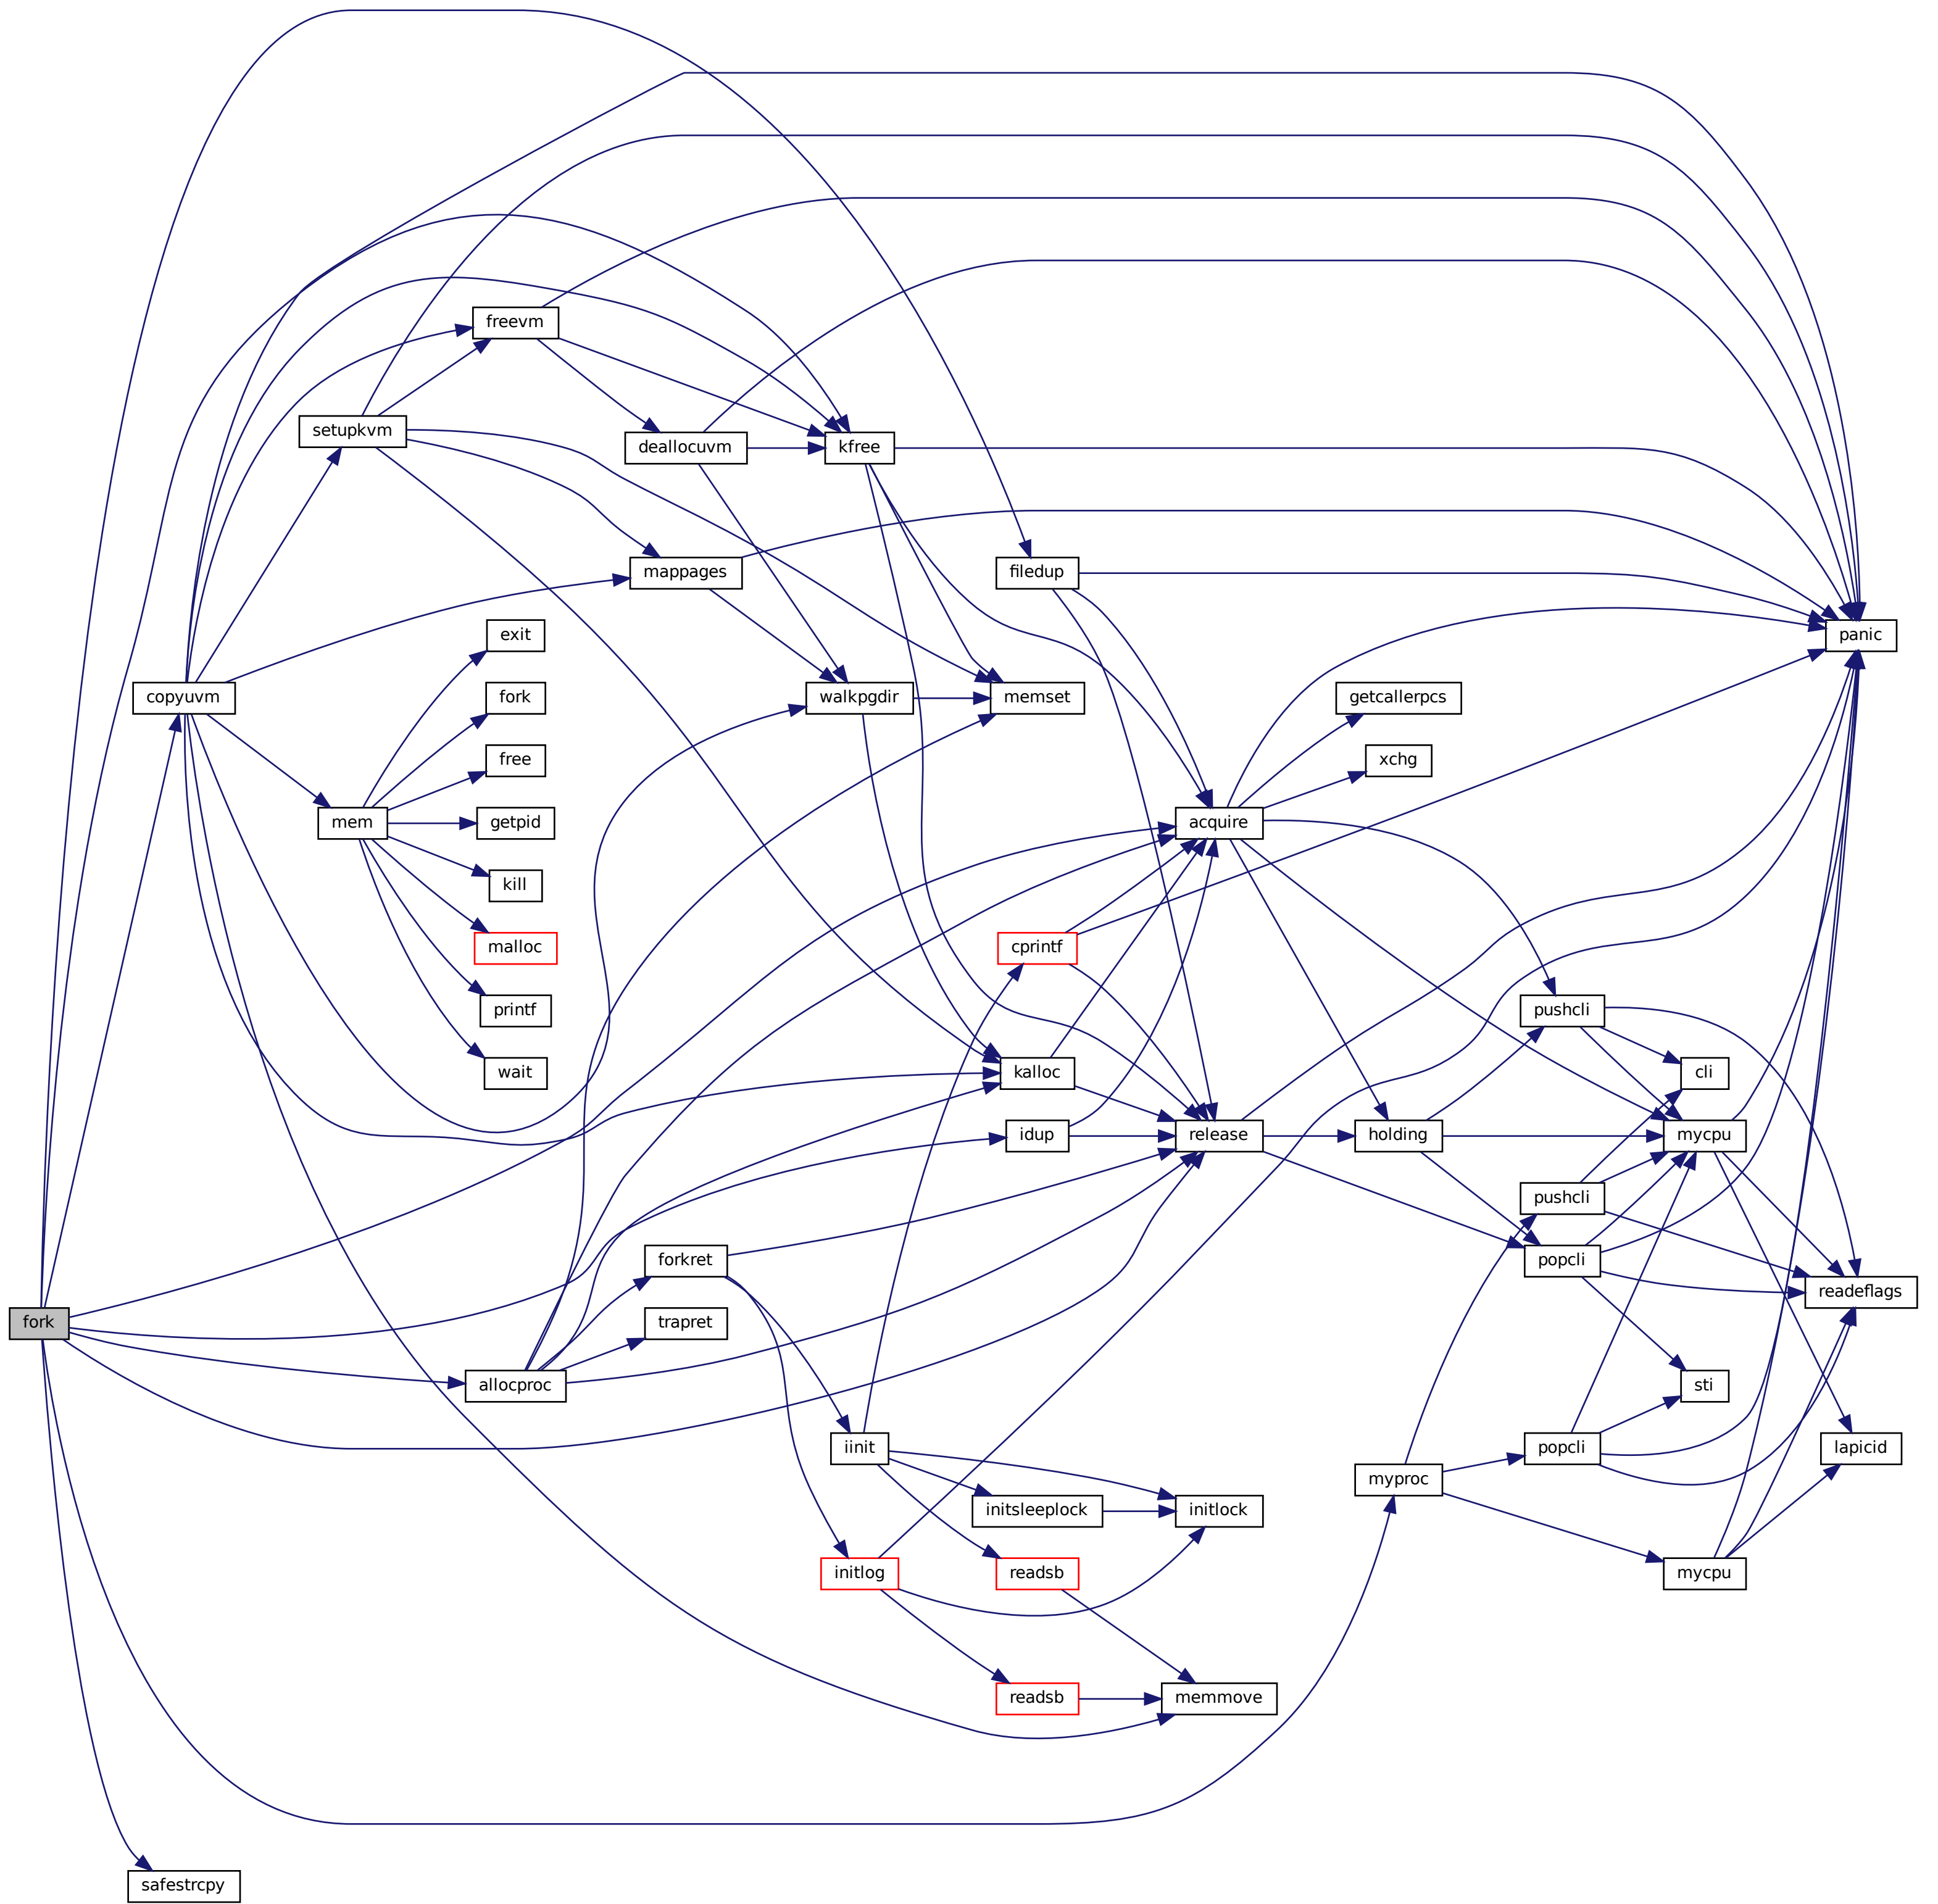 freevm
setupkvm
deallocuvm
kfree
mappages
filedup
exit
panic
copyuvm
fork
walkpgdir
memset
getcallerpcs
free
xchg
mem
getpid
acquire
kill
malloc
cprintf
printf
pushcli
wait
kalloc
cli
idup
release
holding
mycpu
pushcli
forkret
popcli
readeflags
fork
trapret
allocproc
sti
iinit
popcli
lapicid
myproc
initsleeplock
initlock
initlog
readsb
mycpu
readsb
memmove
safestrcpy